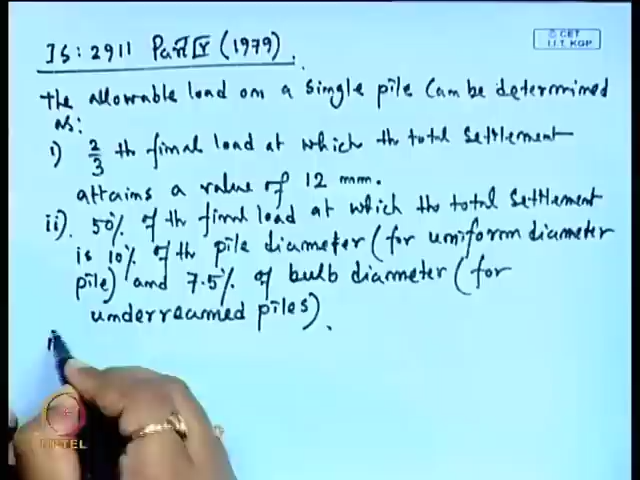 IS: 2911 Part IV (1979).
© CET
I.I.T. KGP
The allowable load on a single pile can be determined
as:
i) 2/3 th final load at which the total settlement
attains a value of 12 mm.
ii). 50% of the final load at which the total settlement
is 10% of the pile diameter (for uniform diameter
pile) and 7.5% of bulb diameter (for
underreamed piles).
NPTEL